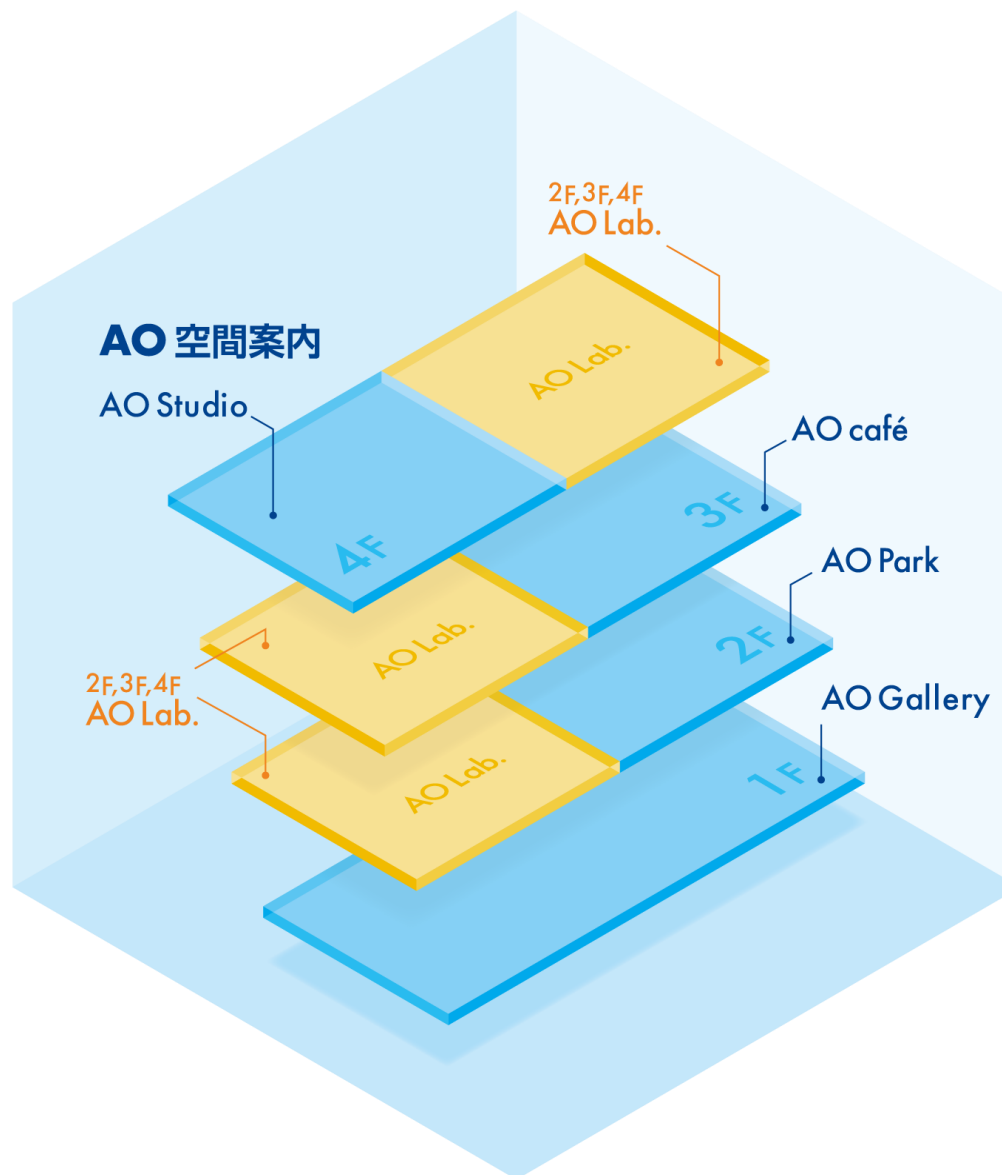 2F,3F,4F
AO Lab.
AO 空間案内
AO Studio
AO Lab.
AO café
3F
4F
AO Park
AO Lab.
2F
2F,3F,4F
AO Lab.
AO Gallery
AO Lab.
1F